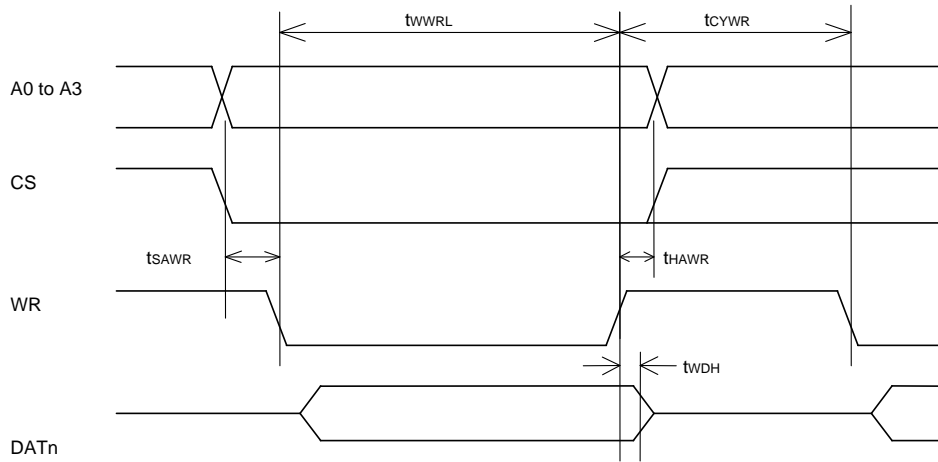 tWWRL tCYWR
A0 to A3
CS
tSAWR tHAWR
WR
tWDH
DATn